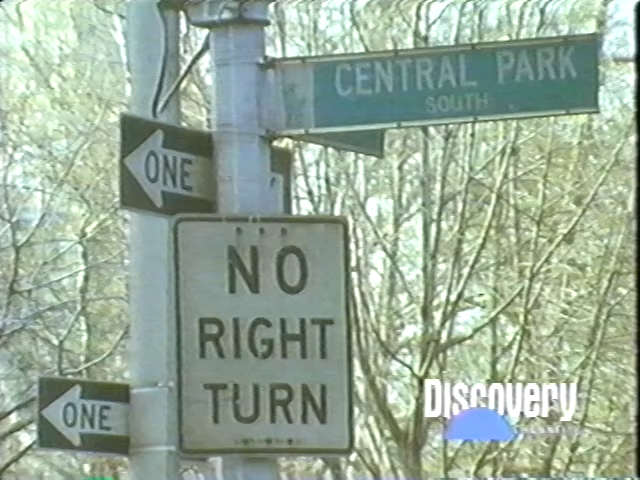 CENTRAL PARK
SOUTH
ONE
NO
RIGHT
TURN
ONE
Discovery